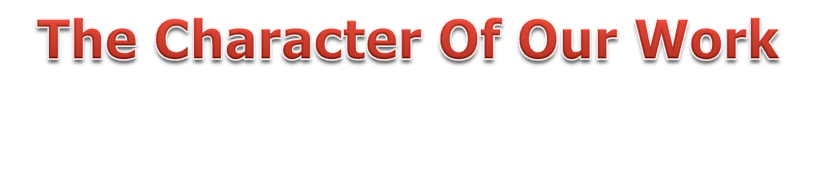 The Character Of Our Work